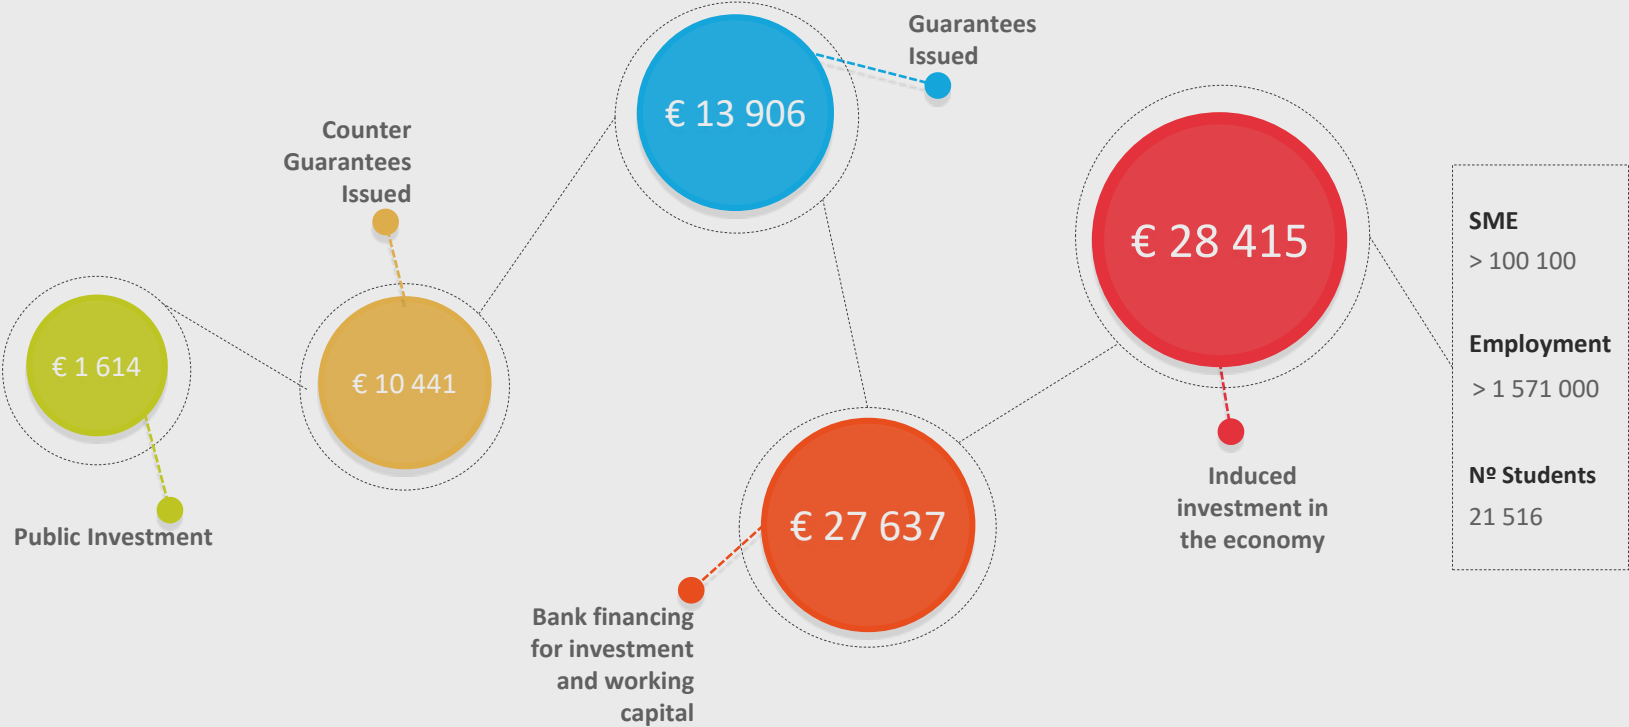 € 1 614
Public Investment
Counter
Guarantees
Issued
€ 10 441
€ 13 906
Guarantees
Issued
€ 27 637
Bank financing
for investment
and working
capital
€ 28 415
Induced
investment in
the economy
SME
> 100 100
Employment
> 1 571 000
Nº Students
21 516